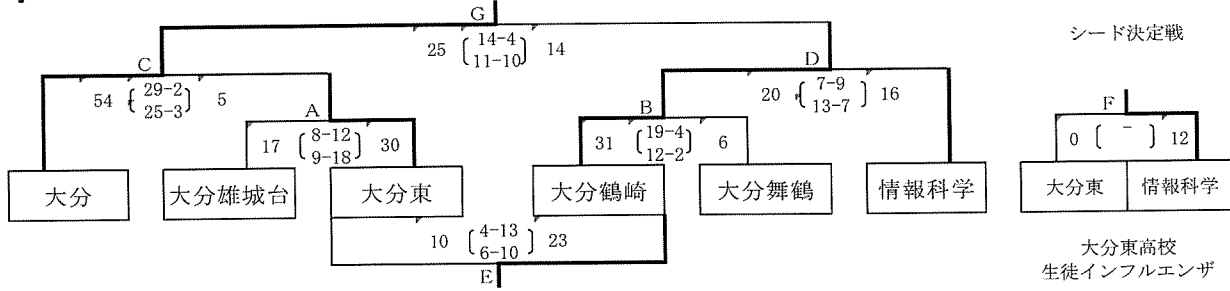 G
25 14-4 14
11-10
シード決定戦
C
54 29-2 5
25-3
D
20 7-9 16
13-7
A
17 8-12 30
9-18
B
31 19-4 6
12-2
F
0 - 12
大分
大分雄城台
大分東
大分鶴崎
大分舞鶴
情報科学
大分東 情報科学
10 4-13 23
6-10
E
大分東高校
生徒インフルエンザ